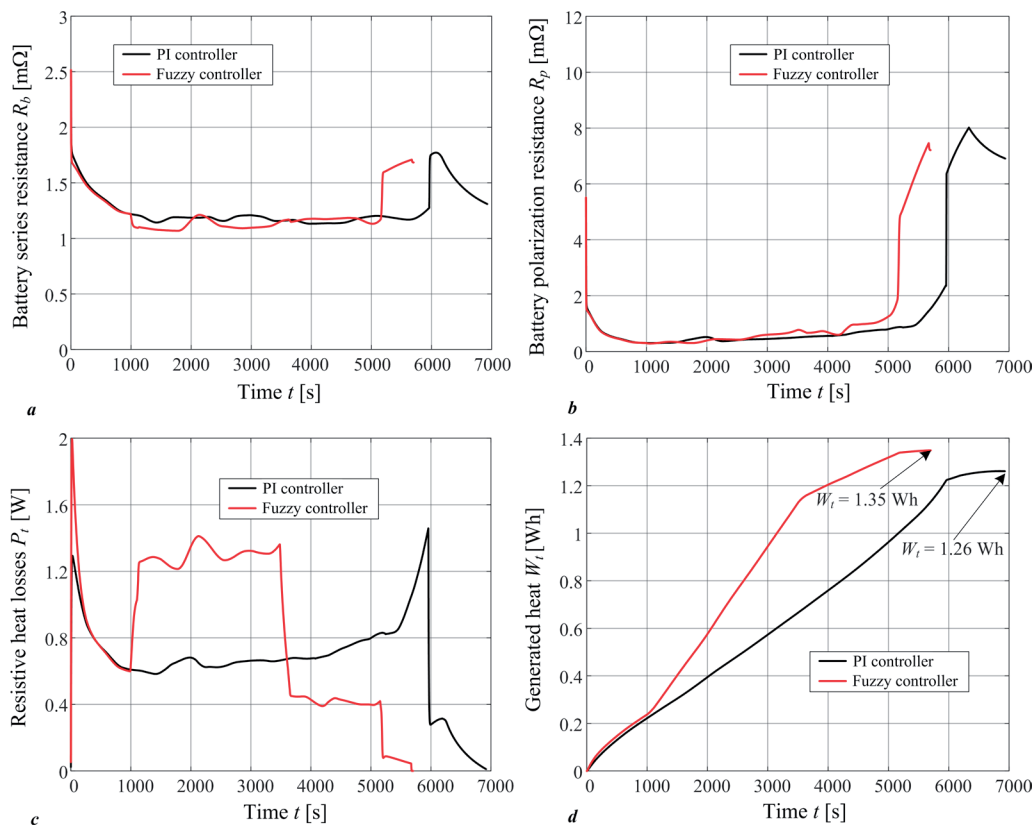 3
2.5
2
1.5
1
0.5
0
Battery series resistance R_b [mΩ]
PI controller
Fuzzy controller
0 1000 2000 3000 4000 5000 6000 7000
Time t [s]
a
12
10
8
6
4
2
0
Battery polarization resistance R_p [mΩ]
PI controller
Fuzzy controller
0 1000 2000 3000 4000 5000 6000 7000
Time t [s]
b
2
1.6
1.2
0.8
0.4
0
Resistive heat losses P_t [W]
PI controller
Fuzzy controller
0 1000 2000 3000 4000 5000 6000 7000
Time t [s]
c
1.4
1.2
1
0.8
0.6
0.4
0.2
0
Generated heat W_t [Wh]
W_t = 1.35 Wh
W_t = 1.26 Wh
PI controller
Fuzzy controller
0 1000 2000 3000 4000 5000 6000 7000
Time t [s]
d